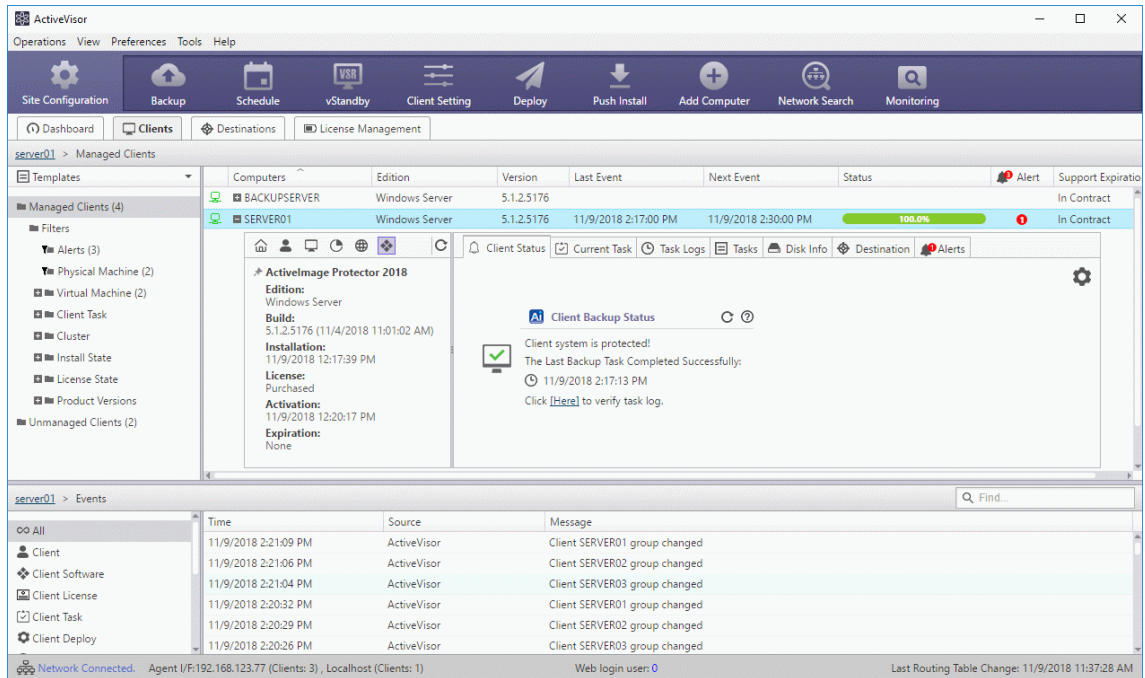 ActiveVisor
Operations View Preferences Tools Help
VSR
Site Configuration Backup Schedule vStandby Client Setting Deploy Push Install Add Computer Network Search Monitoring
Dashboard Clients Destinations License Management
server01 > Managed Clients
Templates
Computers Edition Version Last Event Next Event Status Alert Support Expiratio
Managed Clients (4)
Filters
Alerts (3)
Physical Machine (2)
Virtual Machine (2)
Client Task
Cluster
Install State
License State
Product Versions
Unmanaged Clients (2)
BACKUPSERVER Windows Server 5.1.2.5176 In Contract
SERVER01 Windows Server 5.1.2.5176 11/9/2018 2:17:00 PM 11/9/2018 2:30:00 PM 100.0% 1 In Contract
ActiveImage Protector 2018
Edition:
Windows Server
Build:
5.1.2.5176 (11/4/2018 11:01:02 AM)
Installation:
11/9/2018 12:17:39 PM
License:
Purchased
Activation:
11/9/2018 12:20:17 PM
Expiration:
None
Client Status Current Task Task Logs Tasks Disk Info Destination Alerts
Ai Client Backup Status
Client system is protected!
The Last Backup Task Completed Successfully:
11/9/2018 2:17:13 PM
Click [Here] to verify task log.
server01 > Events
Find...
All
Client
Client Software
Client License
Client Task
Client Deploy
Time Source Message
11/9/2018 2:21:09 PM ActiveVisor Client SERVER01 group changed
11/9/2018 2:21:06 PM ActiveVisor Client SERVER02 group changed
11/9/2018 2:21:04 PM ActiveVisor Client SERVER03 group changed
11/9/2018 2:20:32 PM ActiveVisor Client SERVER01 group changed
11/9/2018 2:20:29 PM ActiveVisor Client SERVER02 group changed
11/9/2018 2:20:26 PM ActiveVisor Client SERVER03 group changed
Network Connected. Agent I/F:192.168.123.77 (Clients: 3) , Localhost (Clients: 1) Web login user: 0 Last Routing Table Change: 11/9/2018 11:37:28 AM